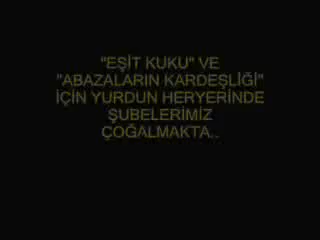 "EŞİT KUKU" VE
"ABAZALARIN KARDEŞLİĞİ"
İÇİN YURDUN HERYERİNDE
ŞUBELERİMİZ
ÇOĞALMAKTA..